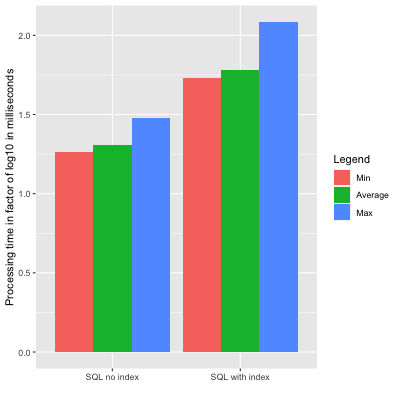 Processing time in factor of log10 in milliseconds
2.0
1.5
1.0
0.5
0.0
SQL no index
SQL with index
Legend
Min
Average
Max